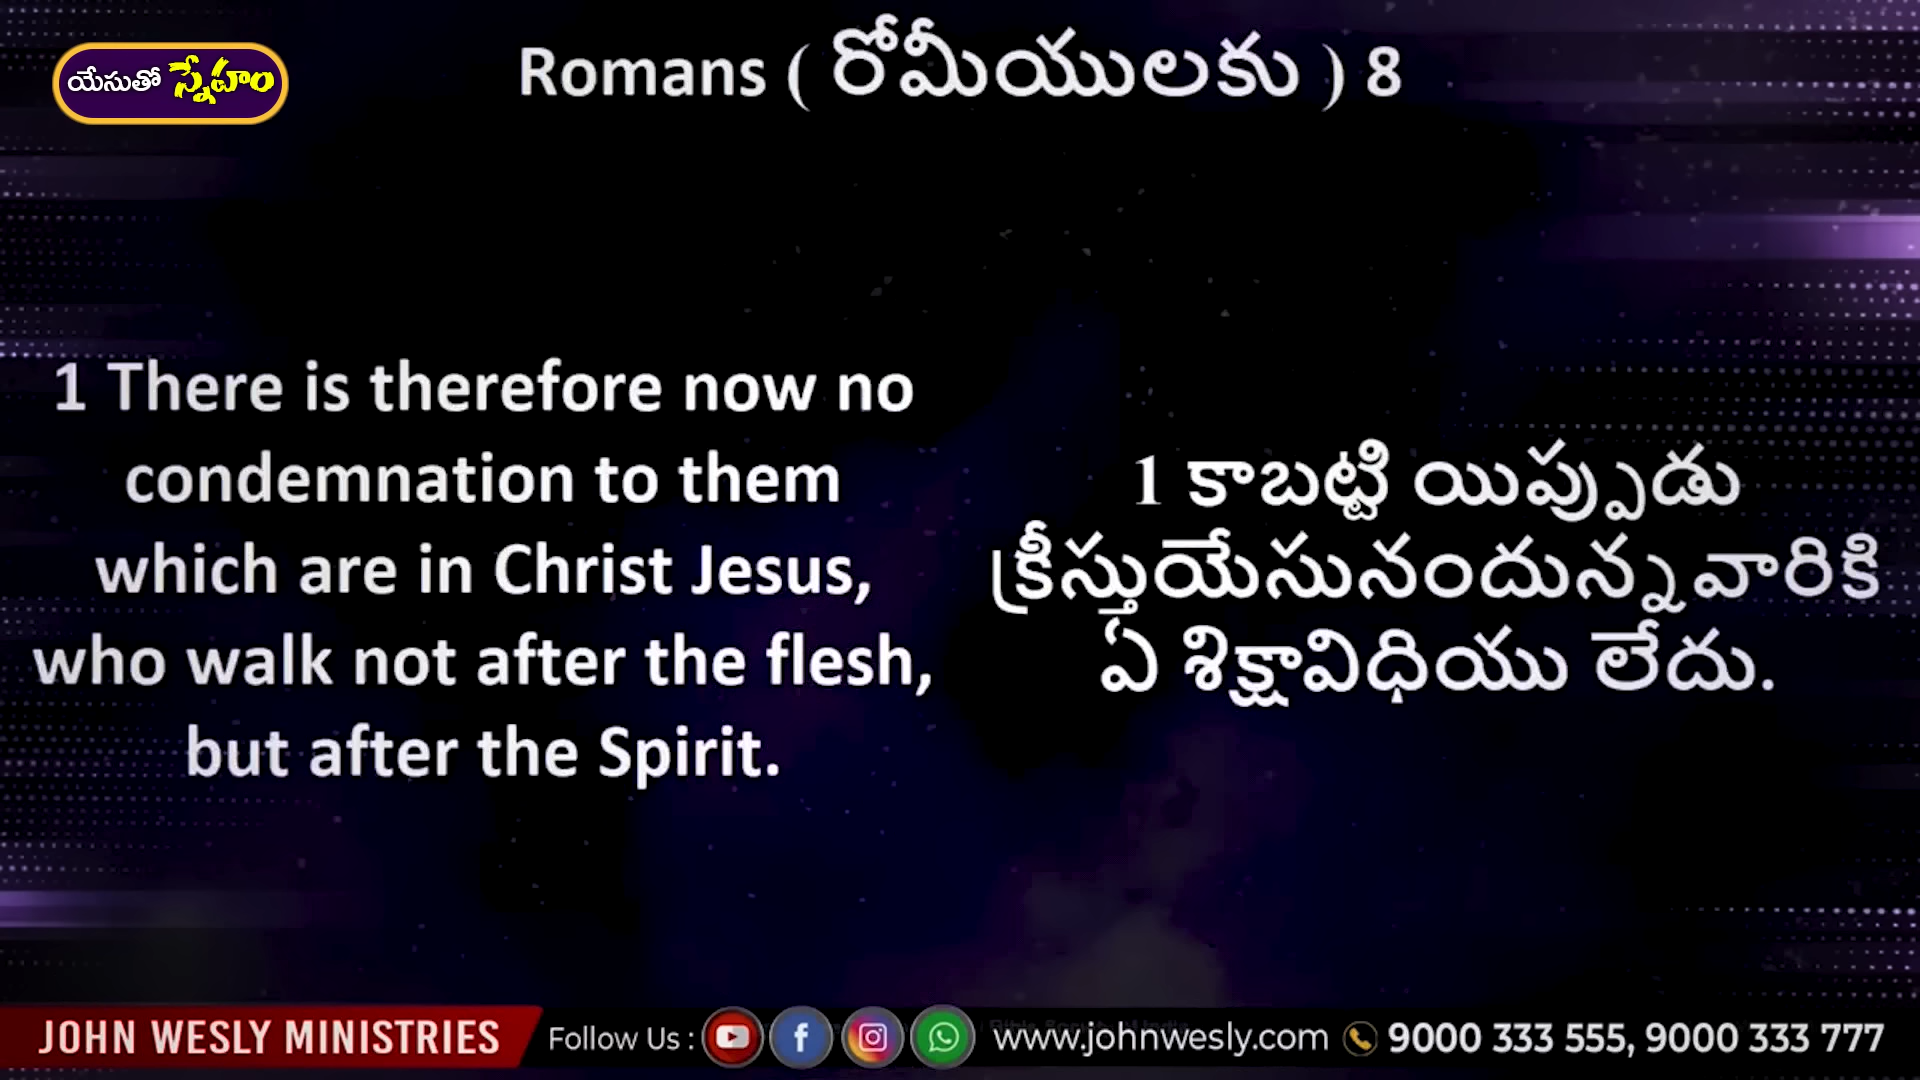 యేసుతో స్నేహం
Romans ( రోమీయులకు ) 8
1 There is therefore now no
condemnation to them
which are in Christ Jesus,
who walk not after the flesh,
but after the Spirit.
1 కాబట్టి యిప్పుడు
క్రీస్తుయేసునందున్నవారికి
ఏ శిక్షావిధియు లేదు.
JOHN WESLY MINISTRIES
Follow Us :
www.johnwesly.com
9000 333 555, 9000 333 777